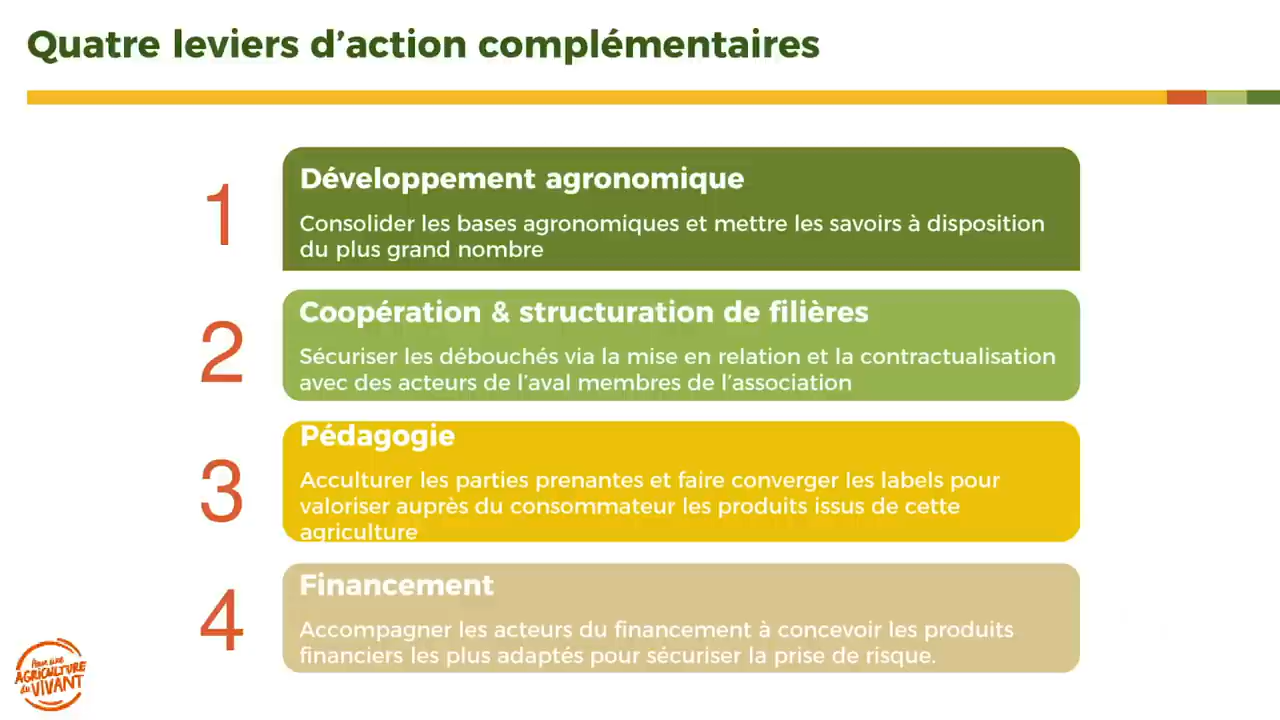 Quatre leviers d’action complémentaires
1
Développement agronomique
Consolider les bases agronomiques et mettre les savoirs à disposition
du plus grand nombre
2
Coopération & structuration de filières
Sécuriser les débouchés via la mise en relation et la contractualisation
avec des acteurs de l’aval membres de l’association
3
Pédagogie
Acculturer les parties prenantes et faire converger les labels pour
valoriser auprès du consommateur les produits issus de cette
agriculture
4
Financement
Accompagner les acteurs du financement à concevoir les produits
financiers les plus adaptés pour sécuriser la prise de risque.
Pour une
AGRICULTURE
du VIVANT